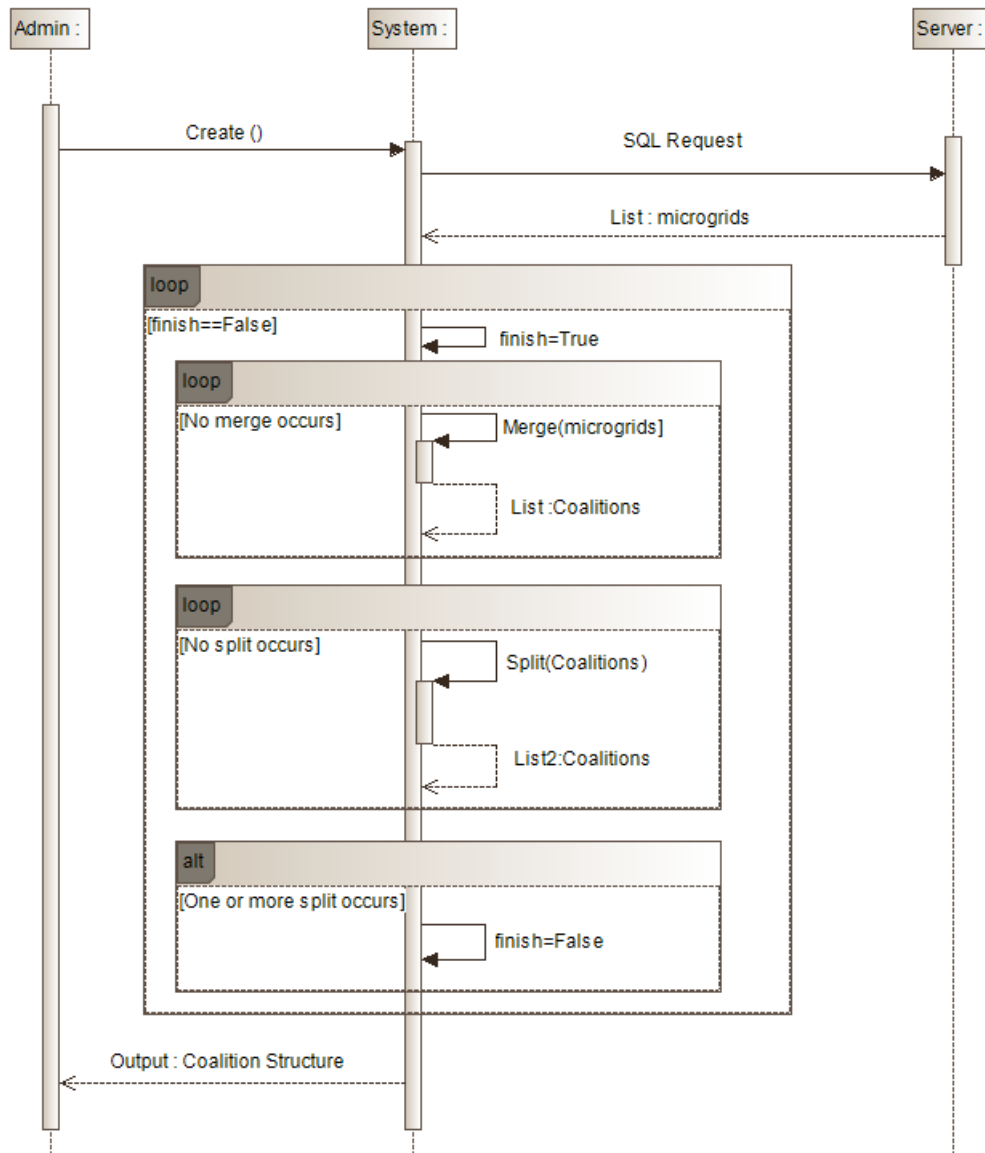 Admin :
System :
Server :
Create ()
SQL Request
List : microgrids
loop
[finish==False]
finish=True
loop
[No merge occurs]
Merge(microgrids]
List :Coalitions
loop
[No split occurs]
Split(Coalitions)
List2:Coalitions
alt
[One or more split occurs]
finish=False
Output : Coalition Structure